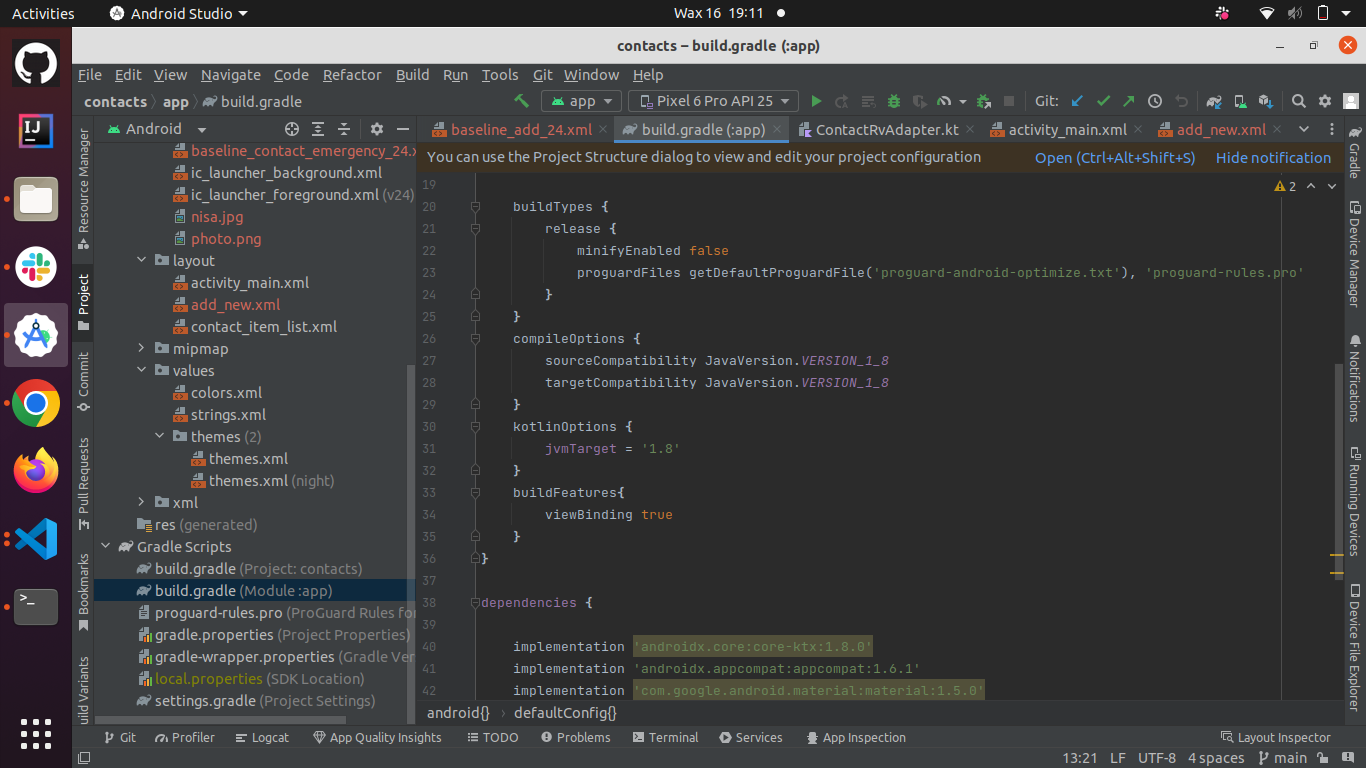 Activities
Android Studio
Wax 16 19:11
contacts – build.gradle (:app)
File Edit View Navigate Code Refactor Build Run Tools Git Window Help
contacts app build.gradle
app
Pixel 6 Pro API 25
Git:
Android
baseline_add_24.xml
build.gradle (:app)
ContactRvAdapter.kt
activity_main.xml
add_new.xml
You can use the Project Structure dialog to view and edit your project configuration
Open (Ctrl+Alt+Shift+S)
Hide notification
2
Resource Manager
Project
Commit
Pull Requests
Bookmarks
baseline_contact_emergency_24.x
ic_launcher_background.xml
ic_launcher_foreground.xml (v24)
nisa.jpg
photo.png
layout
activity_main.xml
add_new.xml
contact_item_list.xml
mipmap
values
colors.xml
strings.xml
themes (2)
themes.xml
themes.xml (night)
xml
res (generated)
Gradle Scripts
build.gradle (Project: contacts)
build.gradle (Module :app)
proguard-rules.pro (ProGuard Rules for
gradle.properties (Project Properties)
gradle-wrapper.properties (Gradle Ver
local.properties (SDK Location)
settings.gradle (Project Settings)
19
20 buildTypes {
21 release {
22 minifyEnabled false
23 proguardFiles getDefaultProguardFile('proguard-android-optimize.txt'), 'proguard-rules.pro'
24 }
25 }
26 compileOptions {
27 sourceCompatibility JavaVersion.VERSION_1_8
28 targetCompatibility JavaVersion.VERSION_1_8
29 }
30 kotlinOptions {
31 jvmTarget = '1.8'
32 }
33 buildFeatures{
34 viewBinding true
35 }
36 }
37
38 dependencies {
39
40 implementation 'androidx.core:core-ktx:1.8.0'
41 implementation 'androidx.appcompat:appcompat:1.6.1'
42 implementation 'com.google.android.material:material:1.5.0'
android{} defaultConfig{}
Gradle
Device Manager
Notifications
Running Devices
Device File Explorer
Git Profiler Logcat App Quality Insights TODO Problems Terminal Services App Inspection Layout Inspector
13:21 LF UTF-8 4 spaces main